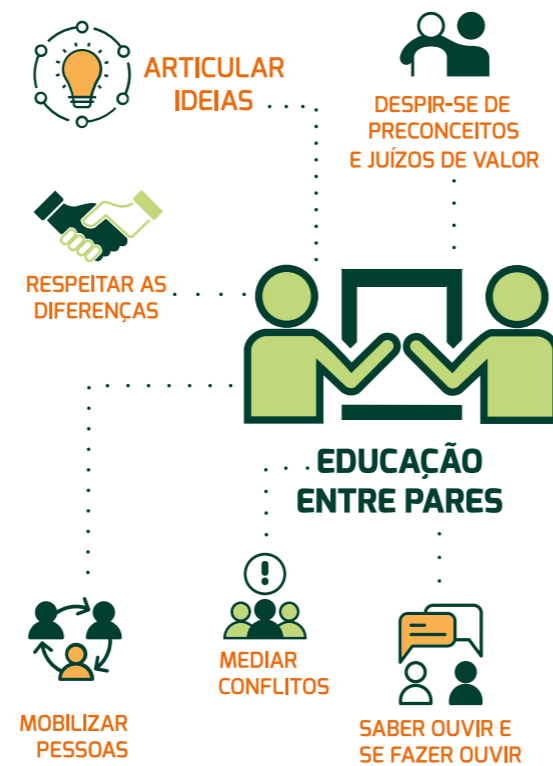 ARTICULAR
IDEIAS
DESPIR-SE DE
PRECONCEITOS
E JUÍZOS DE VALOR
RESPEITAR AS
DIFERENÇAS
EDUCAÇÃO
ENTRE PARES
MEDIAR
CONFLITOS
MOBILIZAR
PESSOAS
SABER OUVIR E
SE FAZER OUVIR